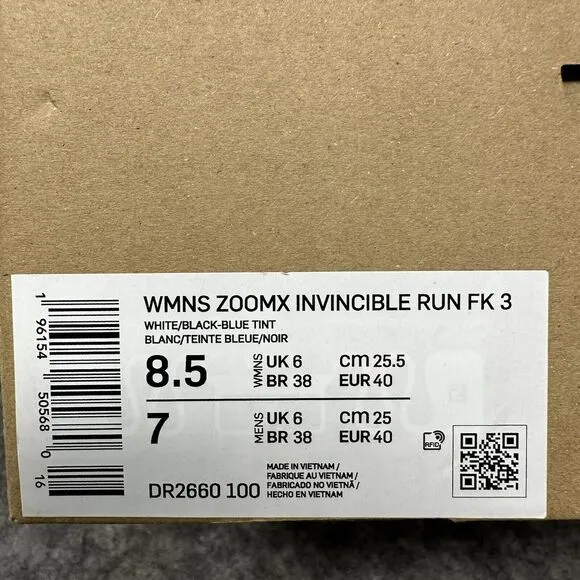 WMNS ZOOMX INVINCIBLE RUN FK 3
WHITE/BLACK-BLUE TINT
BLANC/TEINTE BLEUE/NOIR
8.5 WMNS UK 6 CM 25.5
BR 38 EUR 40
7 MENS UK 6 CM 25
BR 38 EUR 40
RFID
DR2660 100
MADE IN VIETNAM /
FABRIQUE AU VIETNAM /
FABRICADO NO VIETNÃ /
HECHO EN VIETNAM
1 96154 50568 0 16